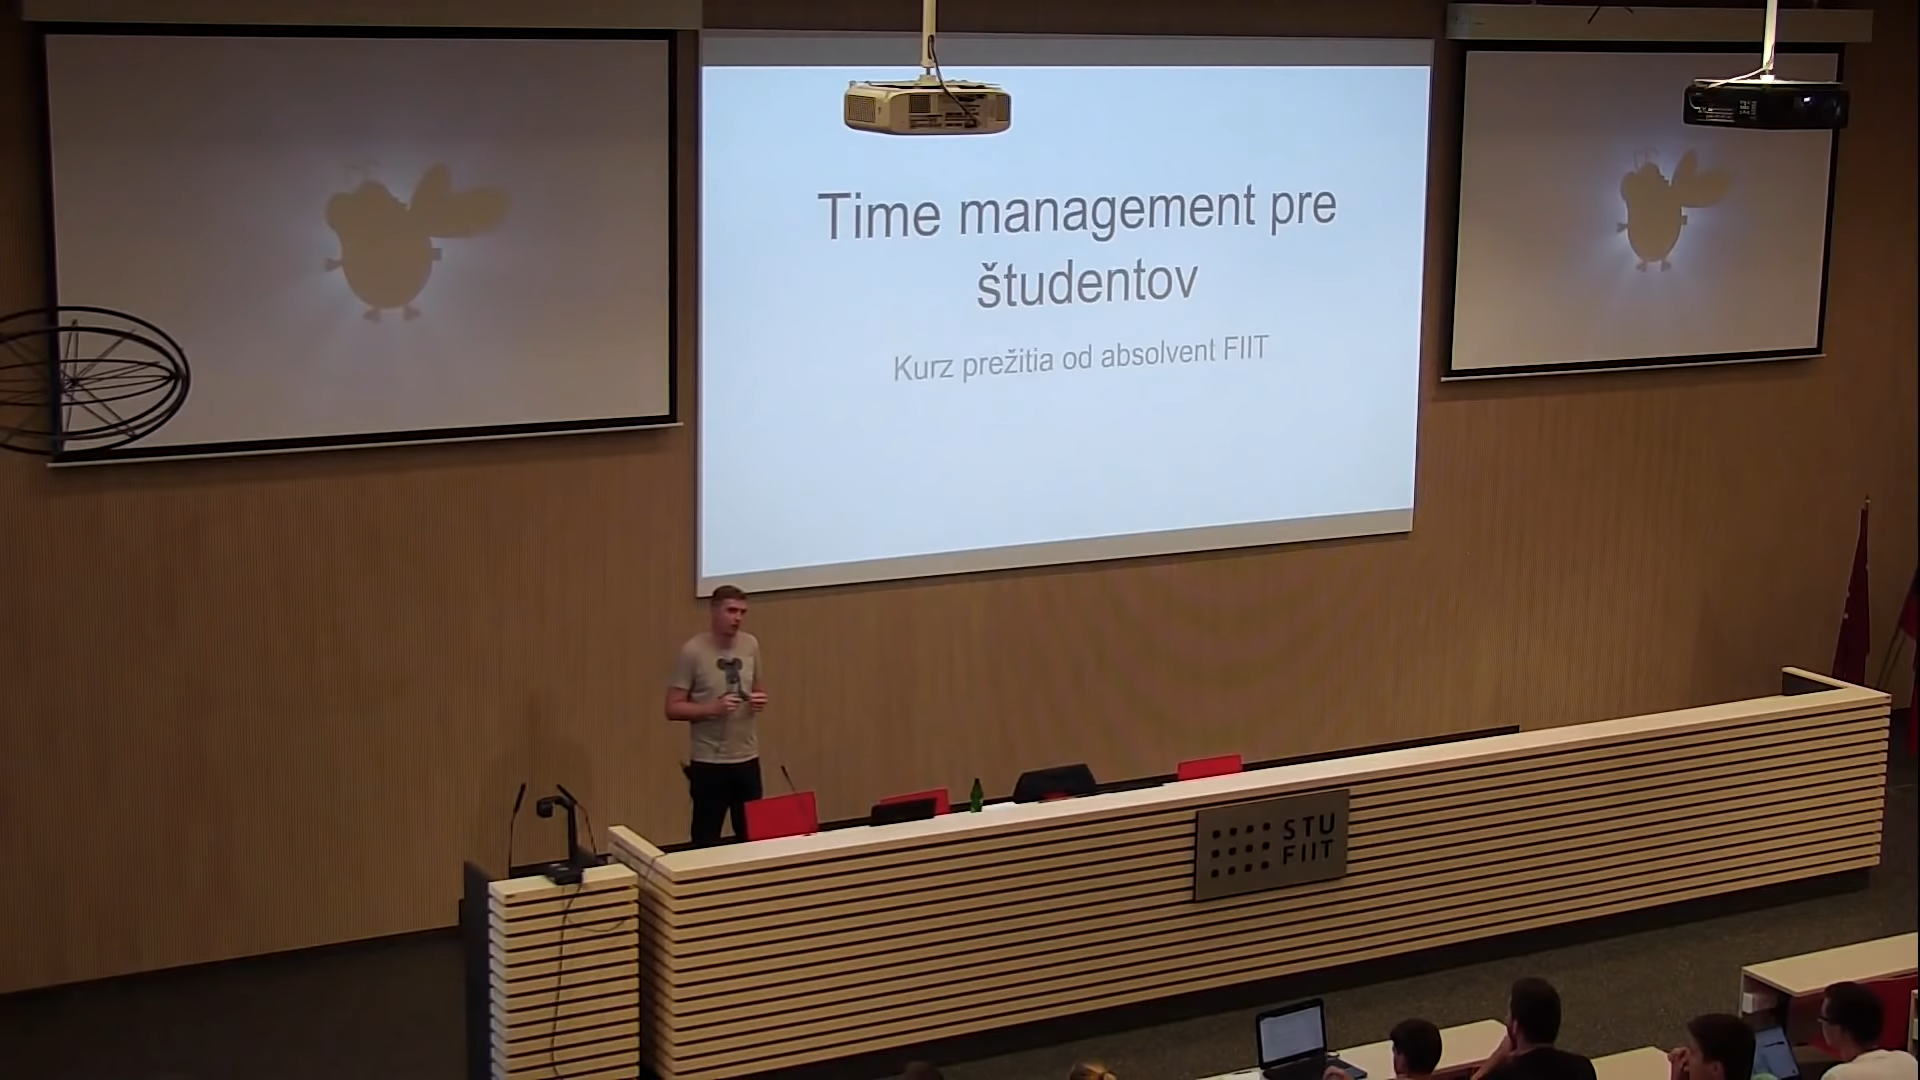 Time management pre
študentov
Kurz prežitia od absolvent FIIT
STU
FIIT